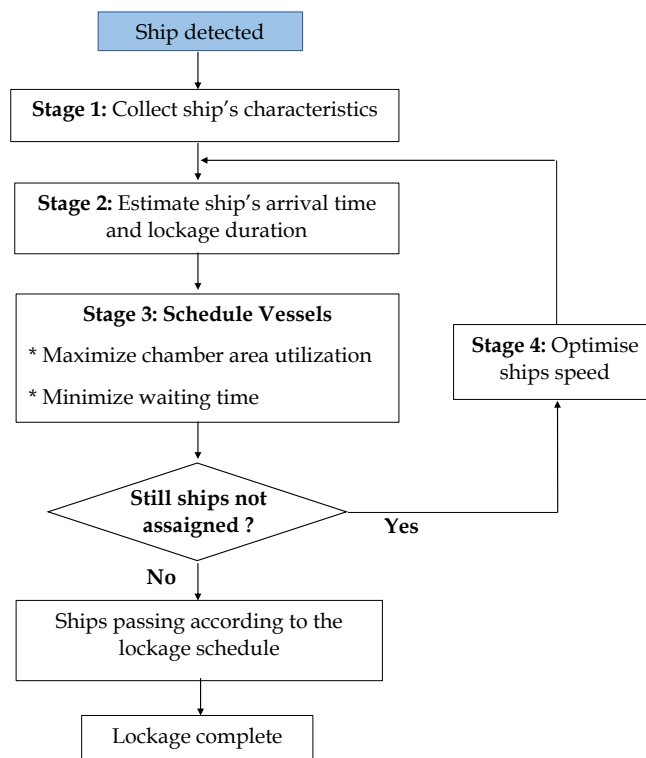 Ship detected
Stage 1: Collect ship's characteristics
Stage 2: Estimate ship's arrival time
and lockage duration
Stage 3: Schedule Vessels
* Maximize chamber area utilization
* Minimize waiting time
Stage 4: Optimise
ships speed
Still ships not
assaigned ?
Yes
No
Ships passing according to the
lockage schedule
Lockage complete